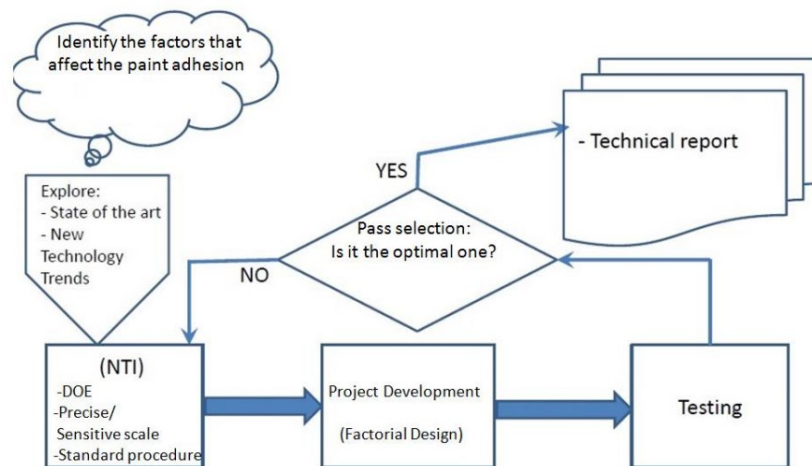 Identify the factors that
affect the paint adhesion
Explore:
- State of the art
- New
Technology
Trends
YES
- Technical report
Pass selection:
Is it the optimal one?
NO
(NTI)
-DOE
-Precise/
Sensitive scale
-Standard procedure
Project Development
(Factorial Design)
Testing